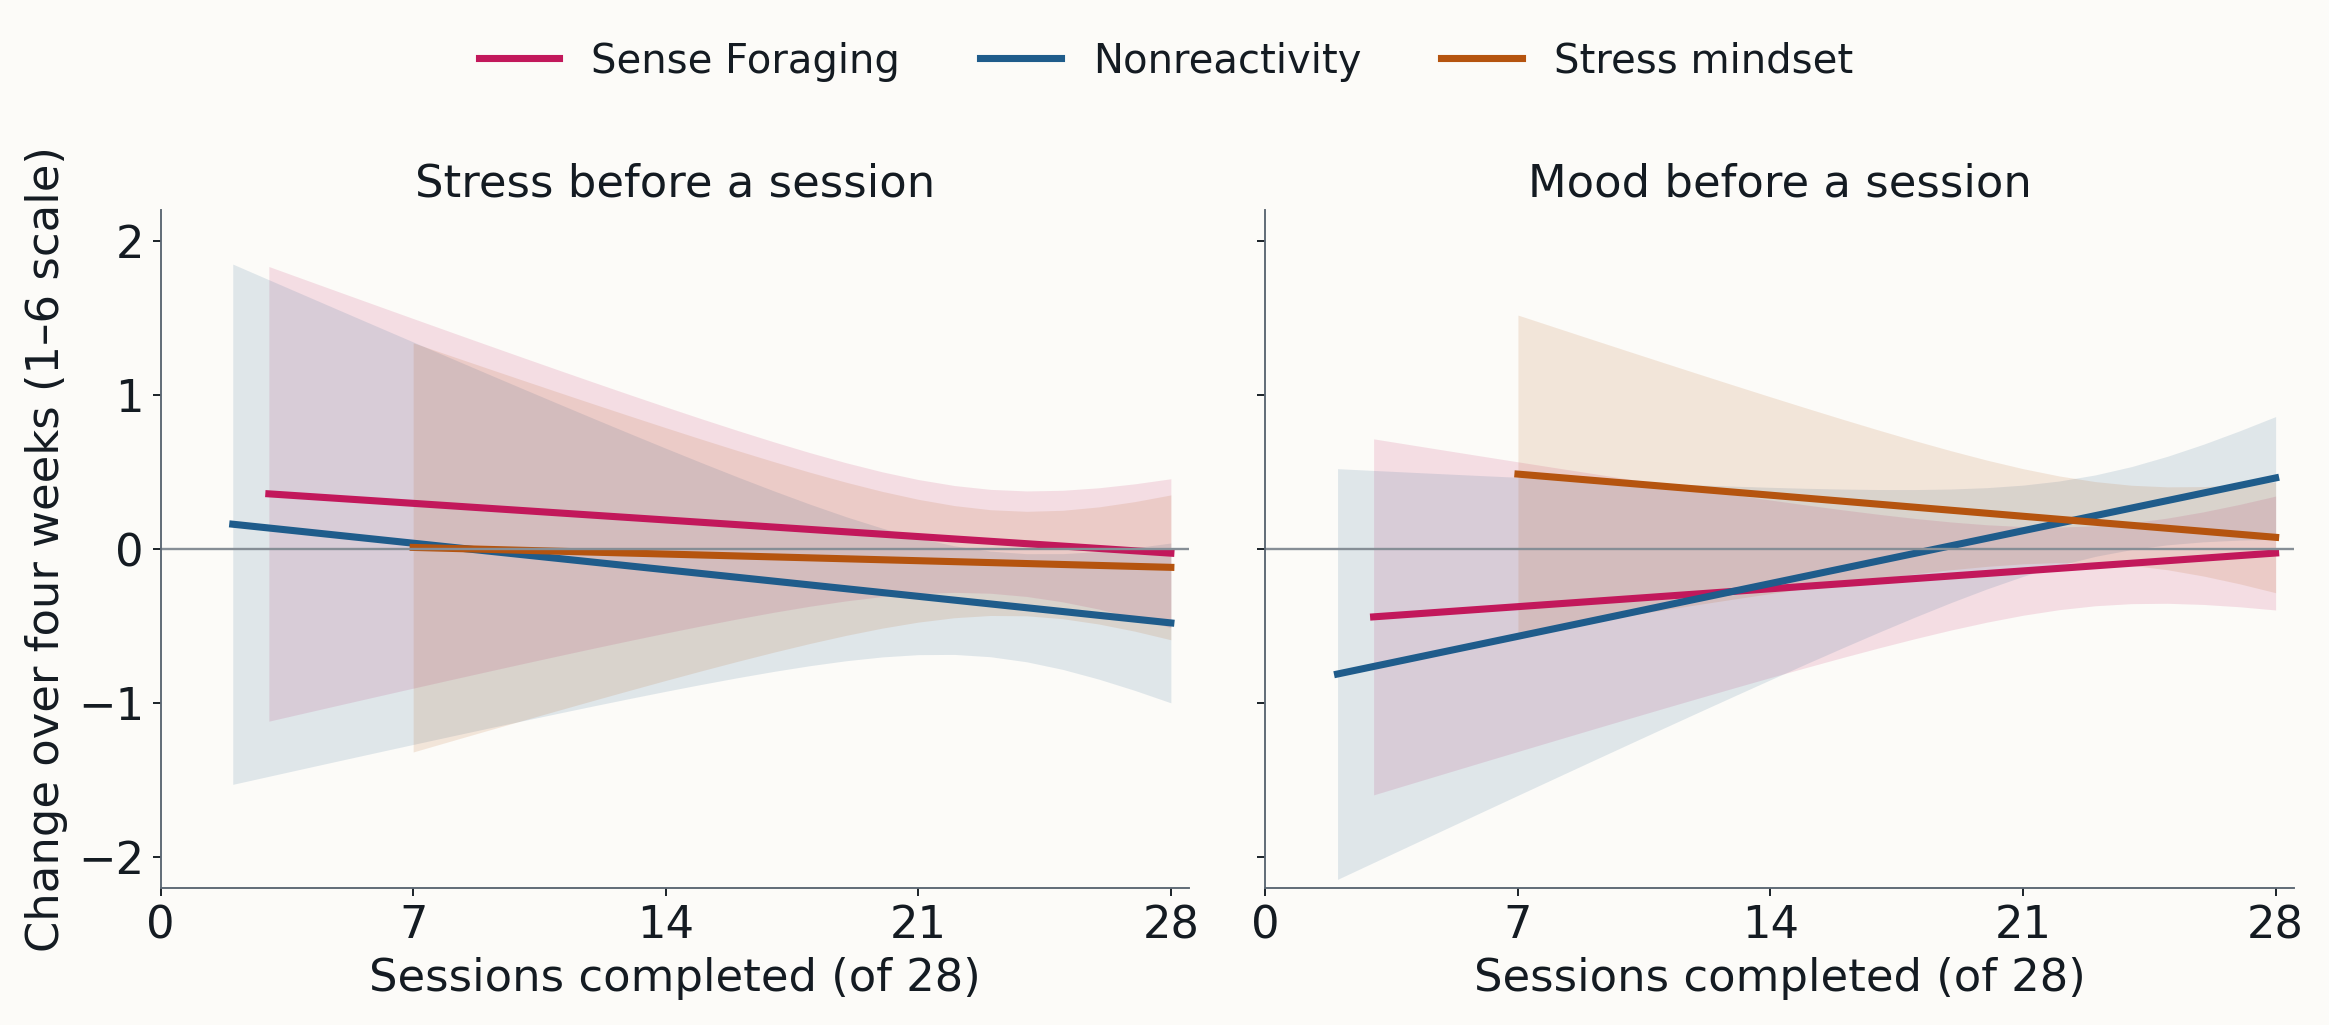 Sense Foraging
Nonreactivity
Stress mindset
Change over four weeks (1–6 scale)
Stress before a session
2
1
0
−1
−2
0 7 14 21 28
Sessions completed (of 28)
Mood before a session
0 7 14 21 28
Sessions completed (of 28)